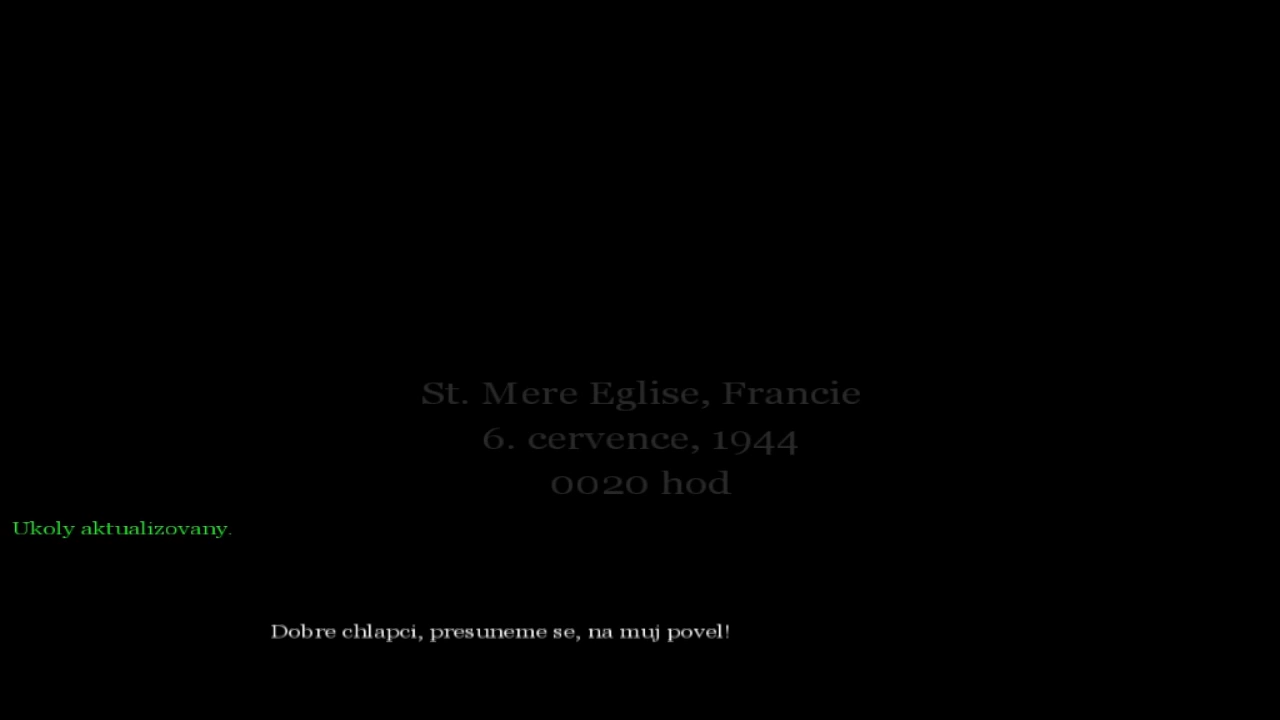 St. Mere Eglise, Francie
6. cervence, 1944
0020 hod
Ukoly aktualizovany.
Dobre chlapci, presuneme se, na muj povel!